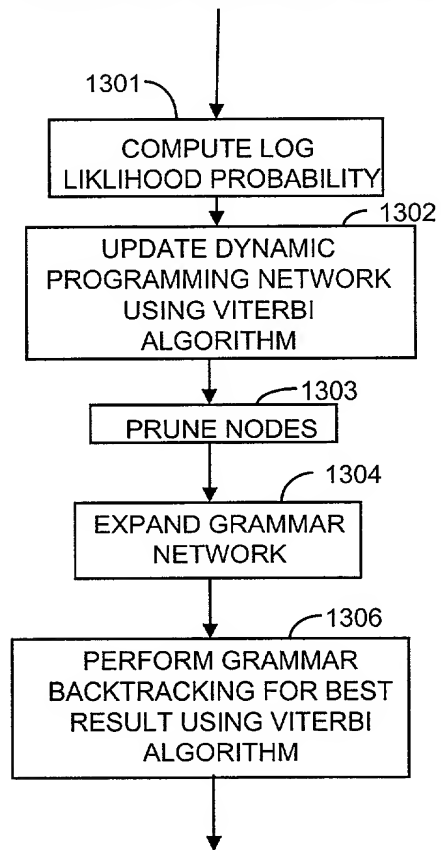 1301
COMPUTE LOG
LIKLIHOOD PROBABILITY
1302
UPDATE DYNAMIC
PROGRAMMING NETWORK
USING VITERBI
ALGORITHM
1303
PRUNE NODES
1304
EXPAND GRAMMAR
NETWORK
1306
PERFORM GRAMMAR
BACKTRACKING FOR BEST
RESULT USING VITERBI
ALGORITHM